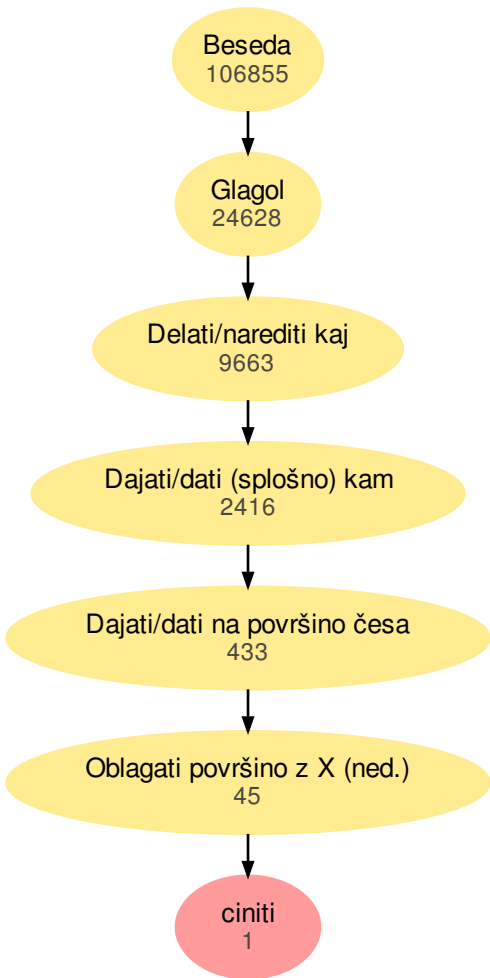 Beseda
106855
Glagol
24628
Delati/narediti kaj
9663
Dajati/dati (splošno) kam
2416
Dajati/dati na površino česa
433
Oblagati površino z X (ned.)
45
ciniti
1